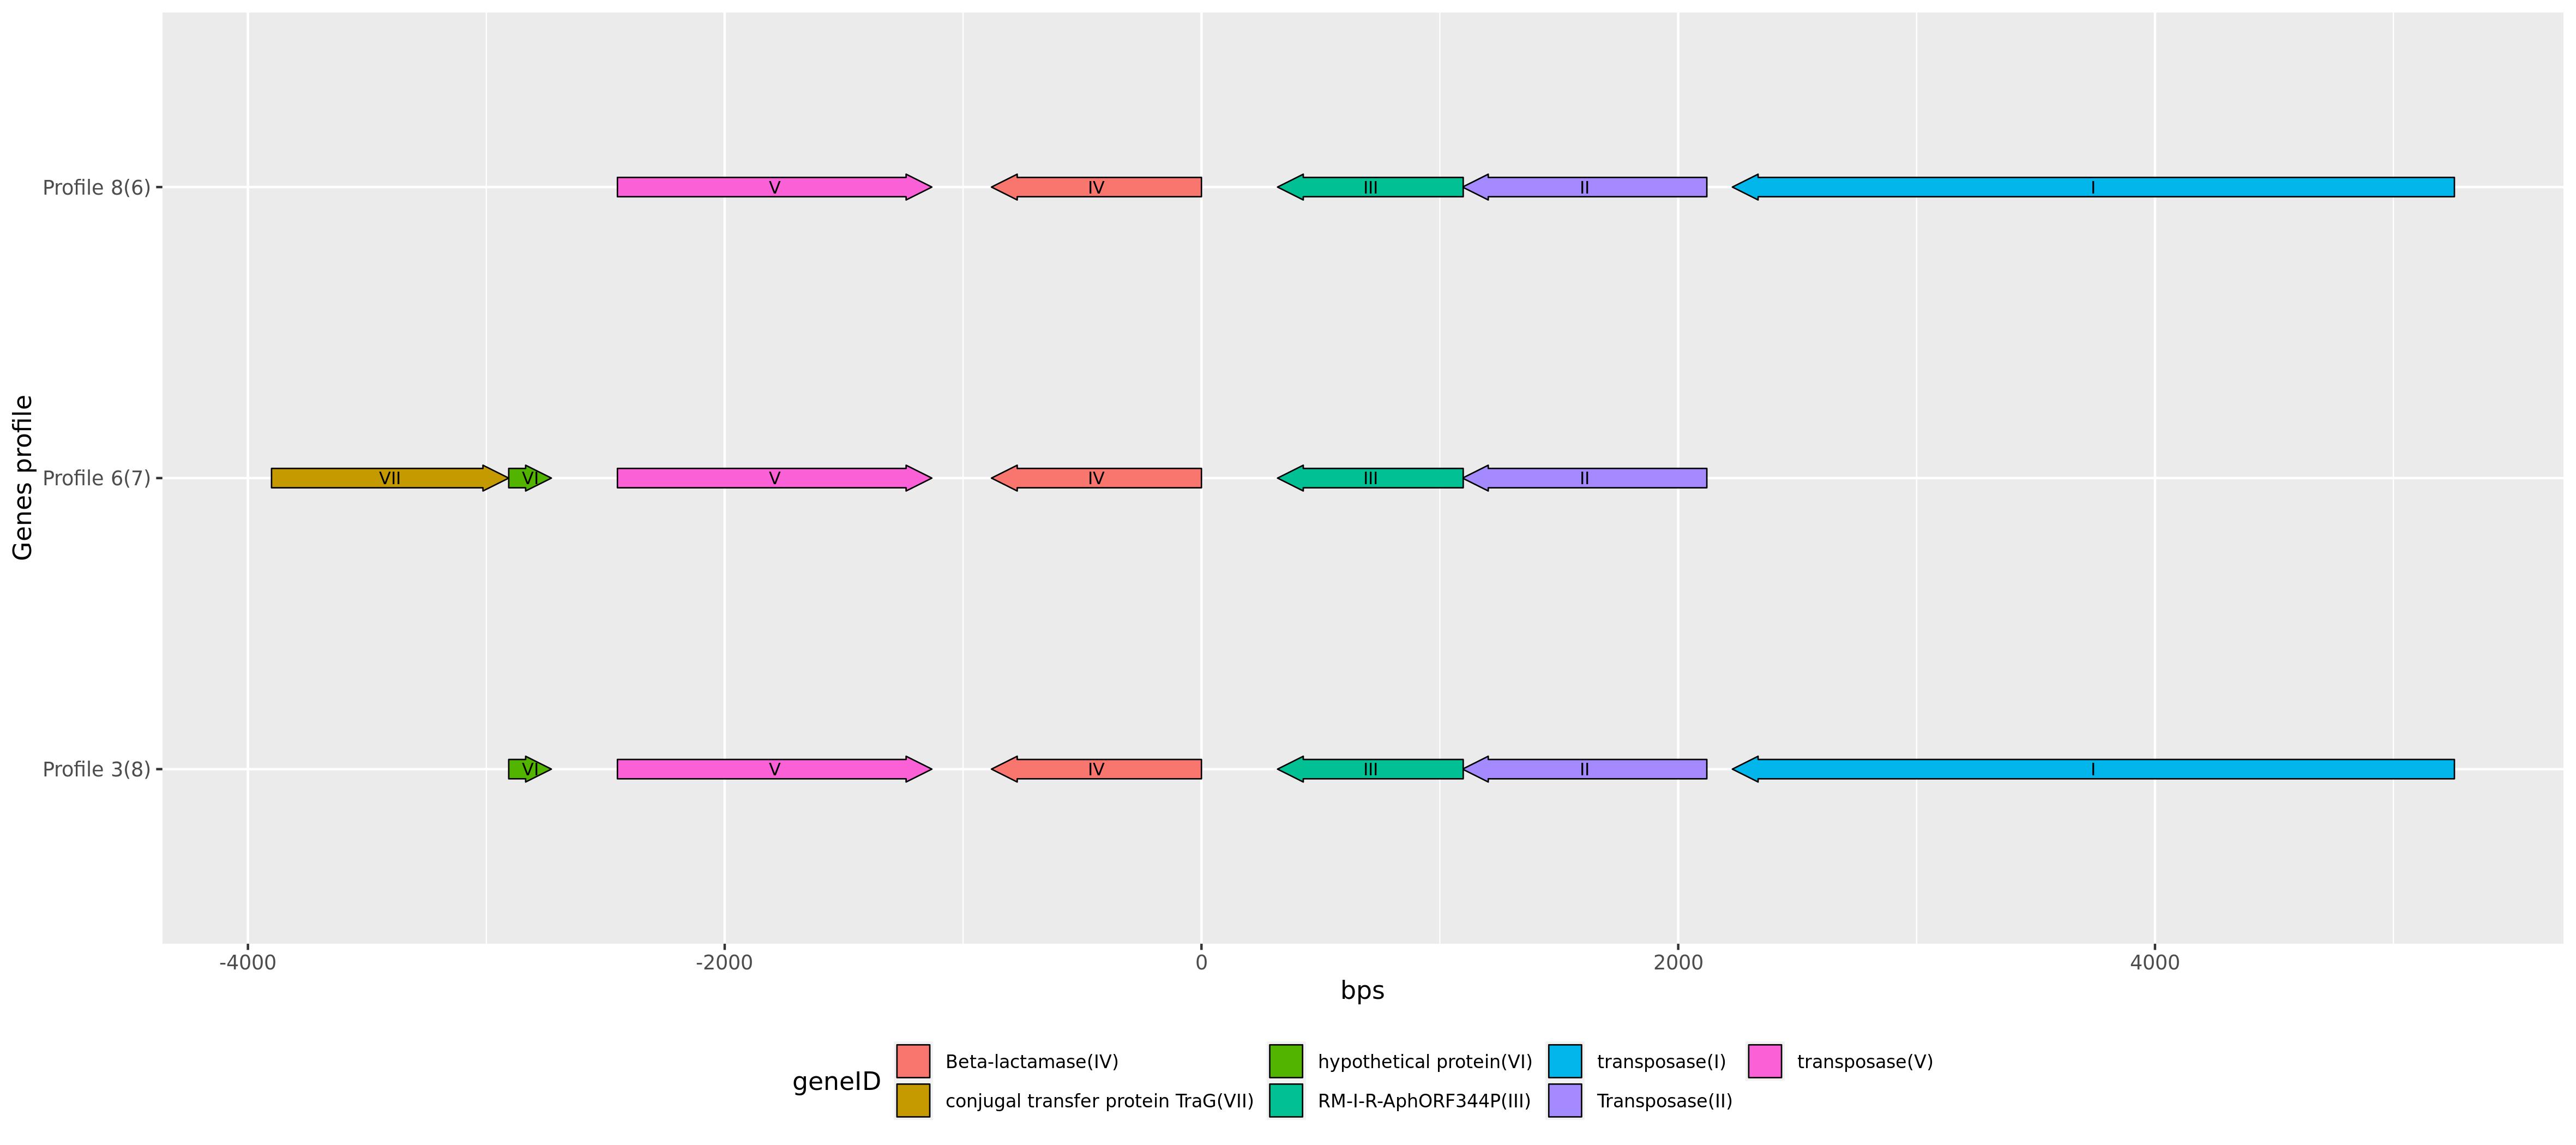 Genes profile
Profile 8(6)
V IV III II I
Profile 6(7)
VII VI V IV III II
Profile 3(8)
VI V IV III II I
-4000 -2000 0 2000 4000
bps
geneID
Beta-lactamase(IV) hypothetical protein(VI) transposase(I) transposase(V)
conjugal transfer protein TraG(VII) RM-I-R-AphORF344P(III) Transposase(II)